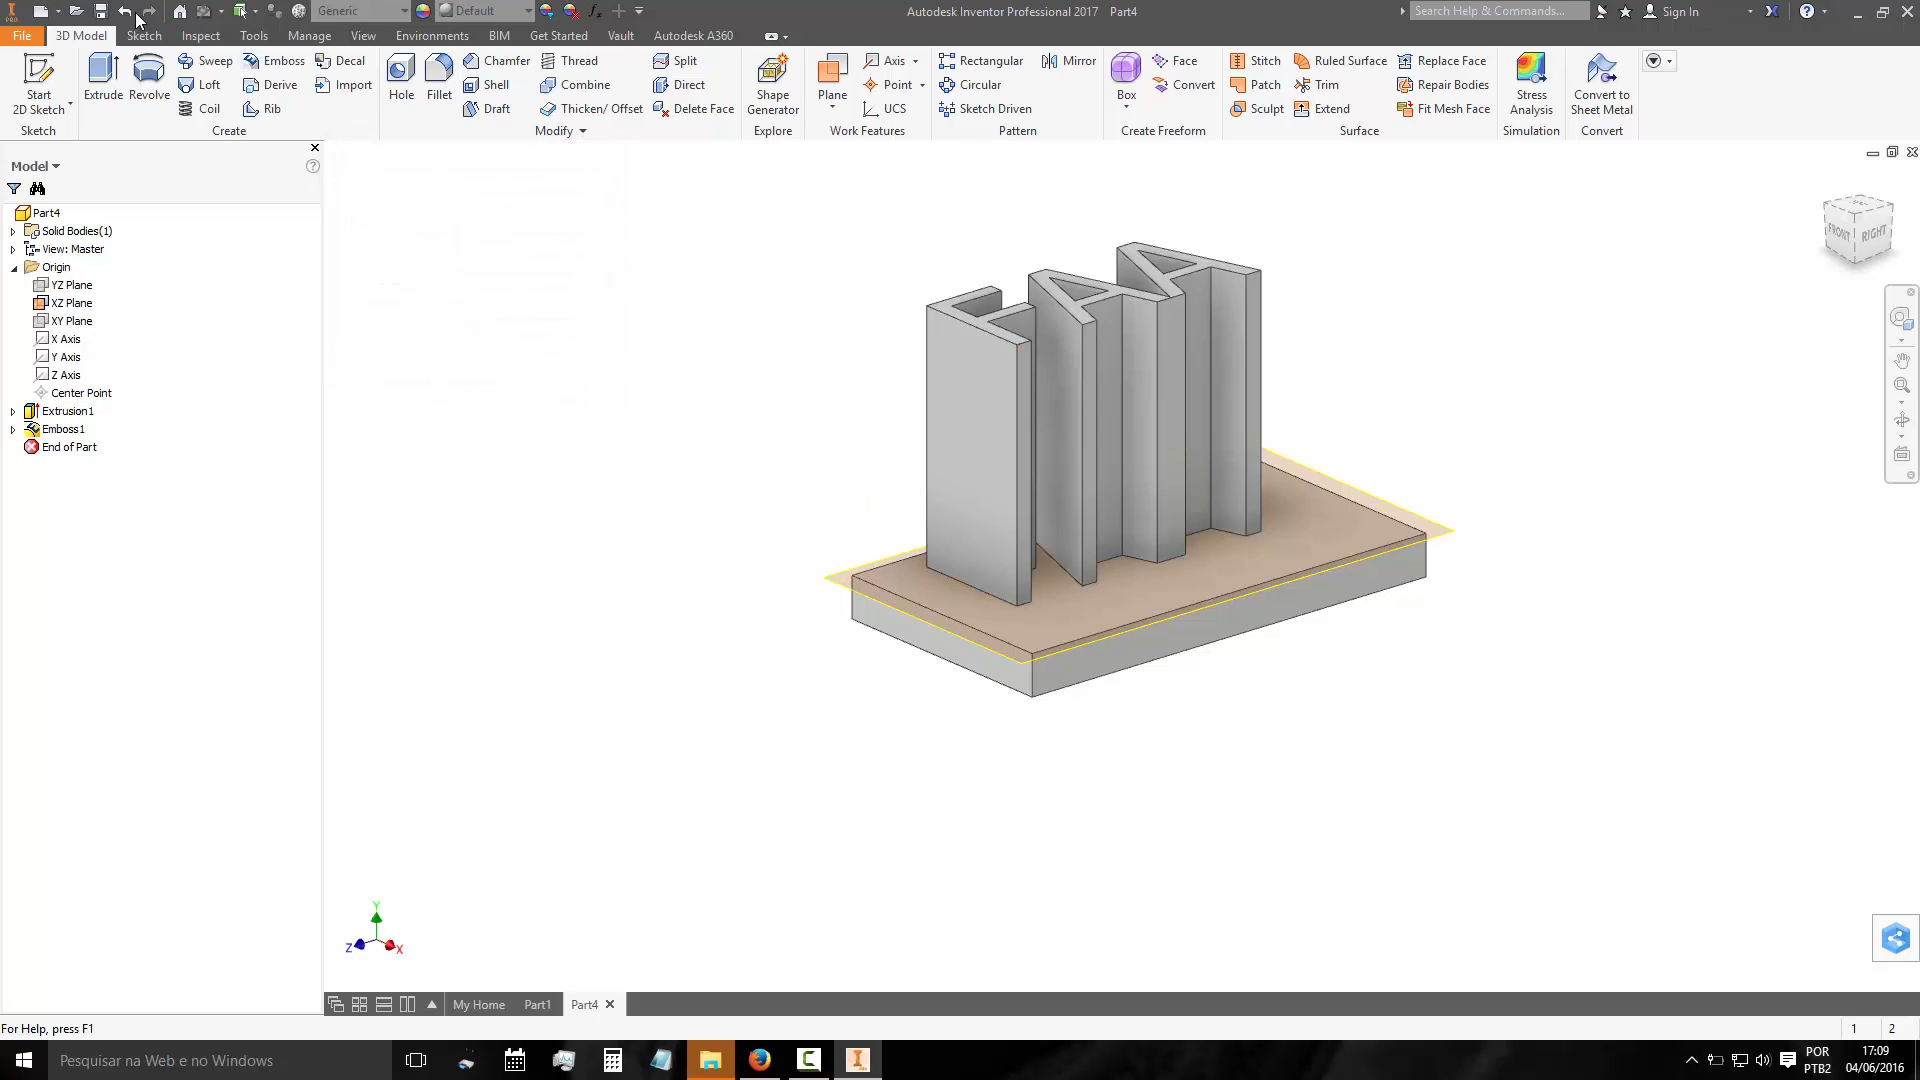 Generic
Default
Autodesk Inventor Professional 2017 Part4
Search Help & Commands...
Sign In
File
3D Model
Sketch
Inspect
Tools
Manage
View
Environments
BIM
Get Started
Vault
Autodesk A360
Start
2D Sketch
Sketch
Extrude
Revolve
Sweep
Loft
Coil
Emboss
Derive
Rib
Decal
Import
Create
Hole
Fillet
Chamfer
Shell
Draft
Thread
Combine
Thicken/ Offset
Split
Direct
Delete Face
Modify
Shape
Generator
Explore
Plane
Axis
Point
UCS
Work Features
Rectangular
Circular
Sketch Driven
Mirror
Pattern
Box
Face
Convert
Create Freeform
Stitch
Patch
Sculpt
Ruled Surface
Trim
Extend
Replace Face
Repair Bodies
Fit Mesh Face
Surface
Stress
Analysis
Simulation
Convert to
Sheet Metal
Convert
Model
Part4
Solid Bodies(1)
View: Master
Origin
YZ Plane
XZ Plane
XY Plane
X Axis
Y Axis
Z Axis
Center Point
Extrusion1
Emboss1
End of Part
FRONT
RIGHT
Y
Z
X
My Home
Part1
Part4
For Help, press F1
1
2
Pesquisar na Web e no Windows
POR
PTB2
17:09
04/06/2016